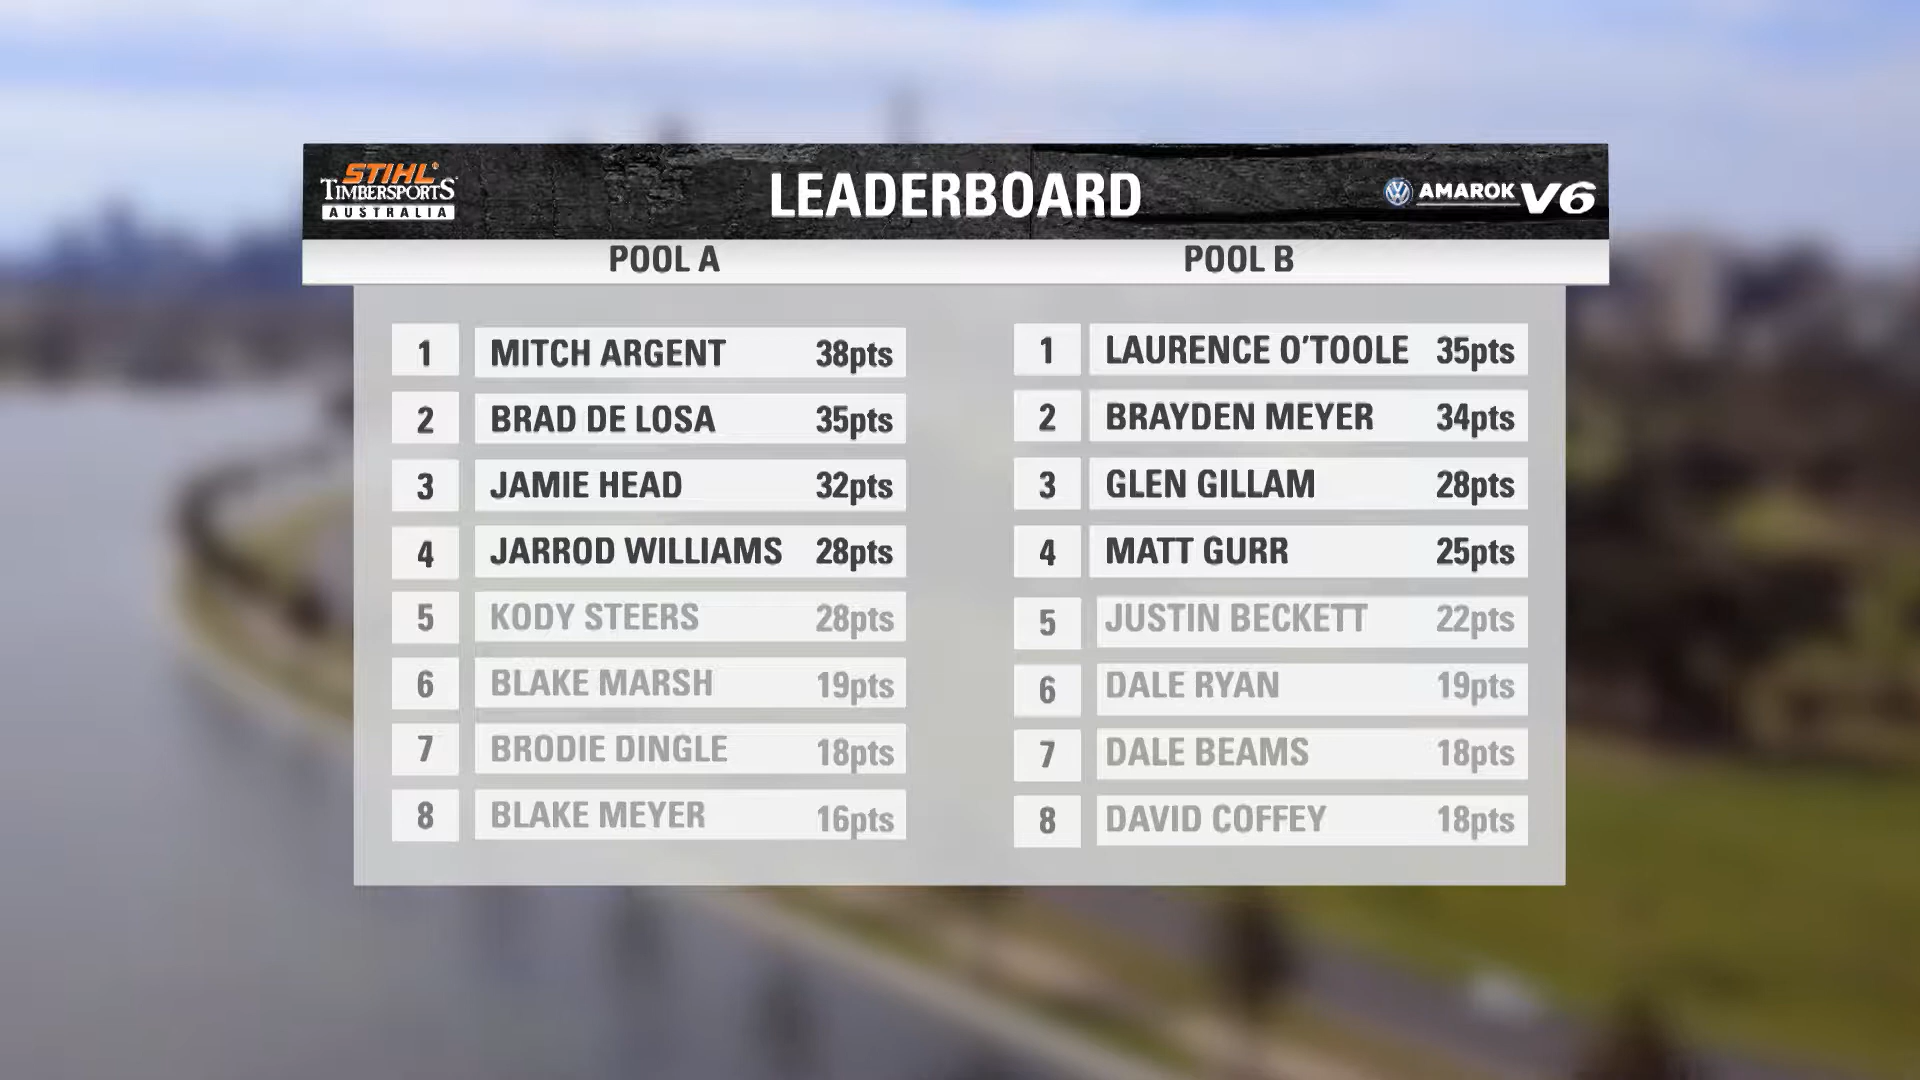 STIHL
TIMBERSPORTS
AUSTRALIA
LEADERBOARD
AMAROK V6
POOL A
POOL B
1 MITCH ARGENT 38pts
2 BRAD DE LOSA 35pts
3 JAMIE HEAD 32pts
4 JARROD WILLIAMS 28pts
5 KODY STEERS 28pts
6 BLAKE MARSH 19pts
7 BRODIE DINGLE 18pts
8 BLAKE MEYER 16pts
1 LAURENCE O'TOOLE 35pts
2 BRAYDEN MEYER 34pts
3 GLEN GILLAM 28pts
4 MATT GURR 25pts
5 JUSTIN BECKETT 22pts
6 DALE RYAN 19pts
7 DALE BEAMS 18pts
8 DAVID COFFEY 18pts